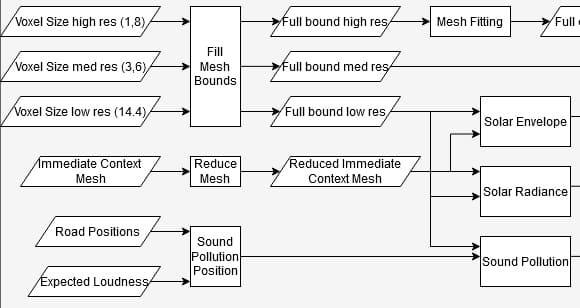 Voxel Size high res (1,8)
Full bound high res
Mesh Fitting
Full
Fill
Mesh
Bounds
Voxel Size med res (3,6)
Full bound med res
Voxel Size low res (14.4)
Full bound low res
Solar Envelope
Immediate Context
Mesh
Reduce
Mesh
Reduced Immediate
Context Mesh
Solar Radiance
Road Positions
Sound
Pollution
Position
Sound Pollution
Expected Loudness